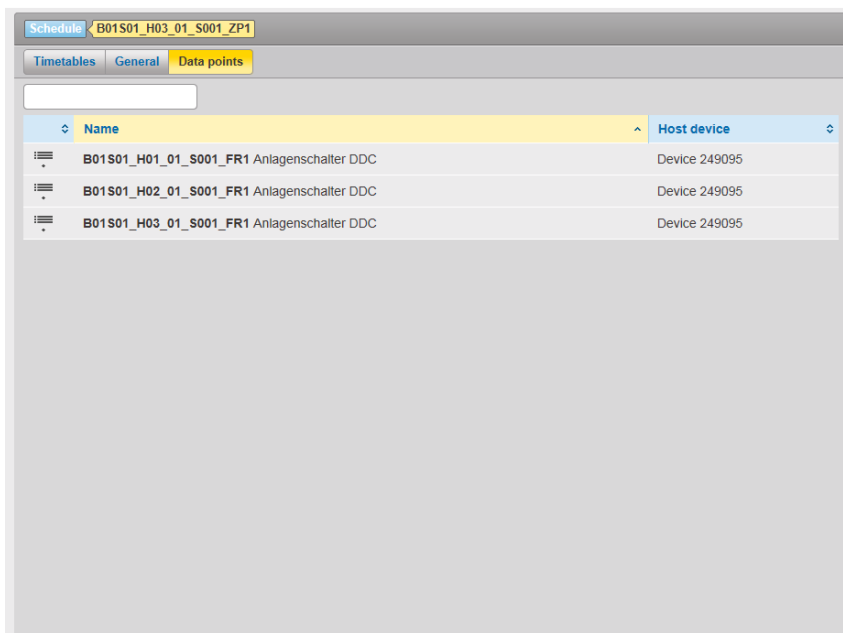 Schedule B01S01_H03_01_S001_ZP1
Timetables General Data points
Name Host device
B01S01_H01_01_S001_FR1 Anlagenschalter DDC Device 249095
B01S01_H02_01_S001_FR1 Anlagenschalter DDC Device 249095
B01S01_H03_01_S001_FR1 Anlagenschalter DDC Device 249095